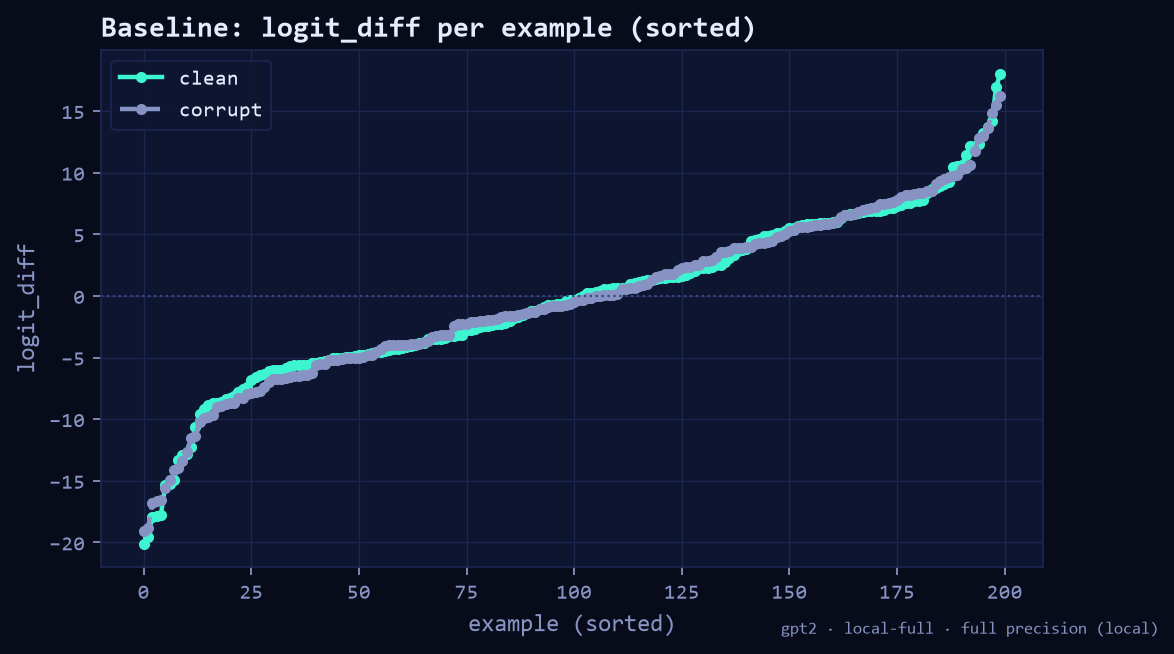 Baseline: logit_diff per example (sorted)
clean
corrupt
15
10
5
0
−5
−10
−15
−20
logit_diff
0 25 50 75 100 125 150 175 200
example (sorted)
gpt2 · local-full · full precision (local)